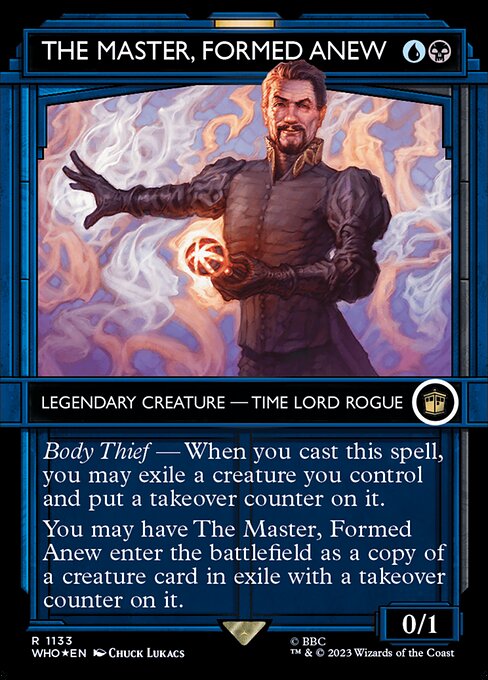 THE MASTER, FORMED ANEW
LEGENDARY CREATURE — TIME LORD ROGUE
Body Thief — When you cast this spell,
you may exile a creature you control
and put a takeover counter on it.
You may have The Master, Formed
Anew enter the battlefield as a copy of
a creature card in exile with a takeover
counter on it.
0/1
R 1133
WHO★EN CHUCK LUKACS
© BBC
™ & © 2023 Wizards of the Coast